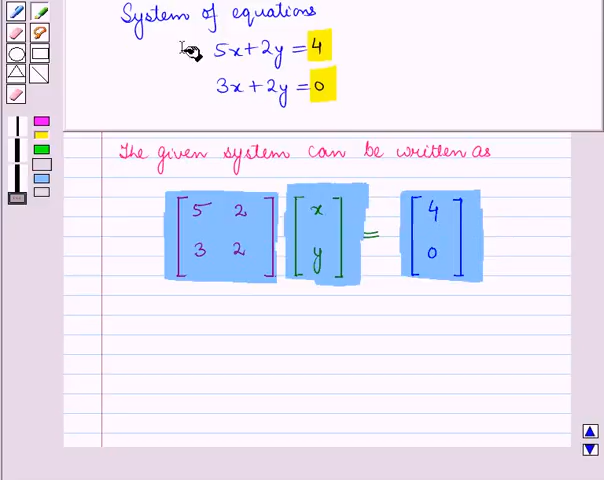 System of equations
5x+2y=4
3x+2y=0
The given system can be written as
[5 2] [x] = [4]
[3 2] [y] [0]